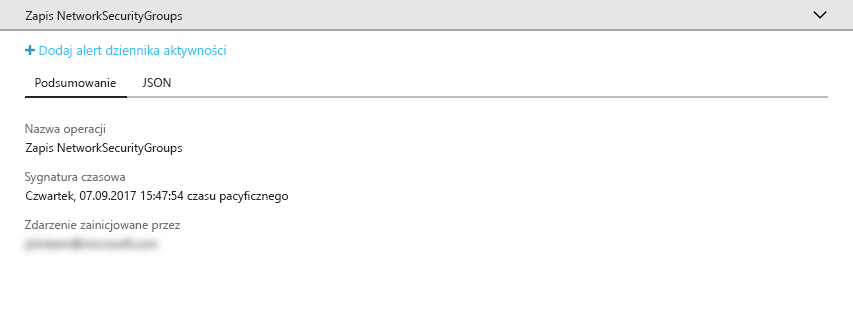 Zapis NetworkSecurityGroups
Dodaj alert dziennika aktywności
Podsumowanie JSON
Nazwa operacji
Zapis NetworkSecurityGroups
Sygnatura czasowa
Czwartek, 07.09.2017 15:47:54 czasu pacyficznego
Zdarzenie zainicjowane przez